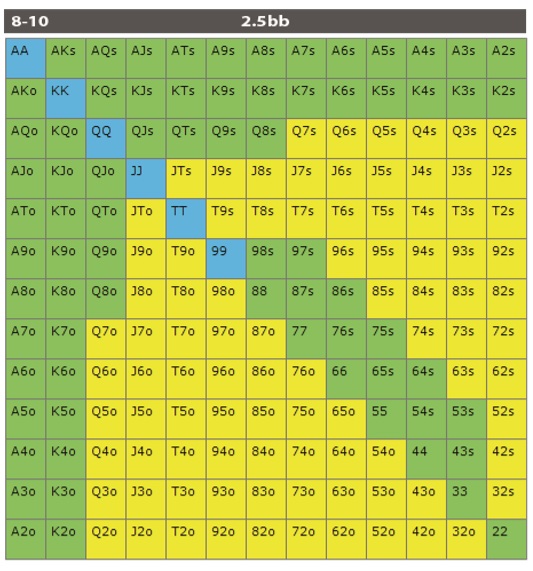 8-10 2.5bb
AA AKs AQs AJs ATs A9s A8s A7s A6s A5s A4s A3s A2s
AKo KK KQs KJs KTs K9s K8s K7s K6s K5s K4s K3s K2s
AQo KQo QQ QJs QTs Q9s Q8s Q7s Q6s Q5s Q4s Q3s Q2s
AJo KJo QJo JJ JTs J9s J8s J7s J6s J5s J4s J3s J2s
ATo KTo QTo JTo TT T9s T8s T7s T6s T5s T4s T3s T2s
A9o K9o Q9o J9o T9o 99 98s 97s 96s 95s 94s 93s 92s
A8o K8o Q8o J8o T8o 98o 88 87s 86s 85s 84s 83s 82s
A7o K7o Q7o J7o T7o 97o 87o 77 76s 75s 74s 73s 72s
A6o K6o Q6o J6o T6o 96o 86o 76o 66 65s 64s 63s 62s
A5o K5o Q5o J5o T5o 95o 85o 75o 65o 55 54s 53s 52s
A4o K4o Q4o J4o T4o 94o 84o 74o 64o 54o 44 43s 42s
A3o K3o Q3o J3o T3o 93o 83o 73o 63o 53o 43o 33 32s
A2o K2o Q2o J2o T2o 92o 82o 72o 62o 52o 42o 32o 22